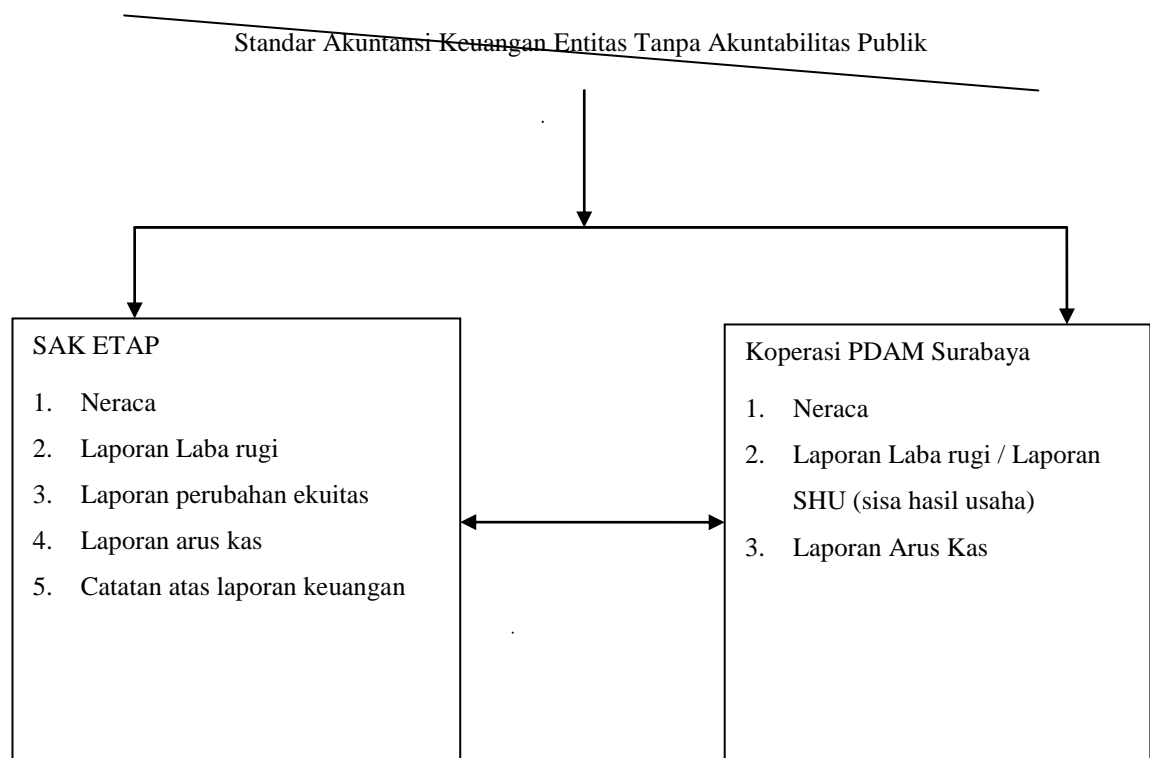 Standar Akuntansi Keuangan Entitas Tanpa Akuntabilitas Publik
SAK ETAP
1. Neraca
2. Laporan Laba rugi
3. Laporan perubahan ekuitas
4. Laporan arus kas
5. Catatan atas laporan keuangan
Koperasi PDAM Surabaya
1. Neraca
2. Laporan Laba rugi / Laporan
SHU (sisa hasil usaha)
3. Laporan Arus Kas